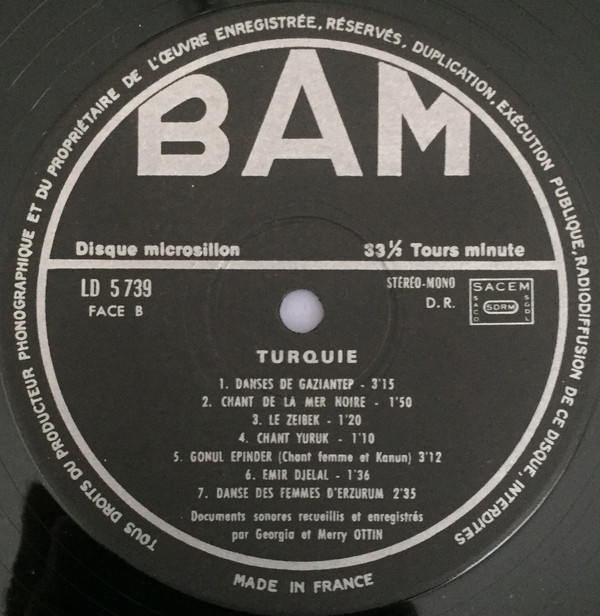 TOUS DROITS DU PRODUCTEUR PHONOGRAPHIQUE ET DU PROPRIÉTAIRE DE L'ŒUVRE ENREGISTRÉE, RÉSERVÉS, DUPLICATION, EXÉCUTION PUBLIQUE, RADIODIFFUSION DE CE DISQUE, INTERDITES
BAM
Disque microsillon 33⅓ Tours minute
LD 5739 STÉRÉO-MONO
FACE B D.R.
SACEM
SACD SDRM SGDL
TURQUIE
1. DANSES DE GAZIANTEP - 3'15
2. CHANT DE LA MER NOIRE - 1'50
3. LE ZEIBEK - 1'20
4. CHANT YURUK - 1'10
5. GONUL EPINDER (Chant femme et Kanun) 3'12
6. EMIR DJELAL - 1'36
7. DANSE DES FEMMES D'ERZURUM 2'35
Documents sonores recueillis et enregistrés
par Georgia et Merry OTTIN
MADE IN FRANCE